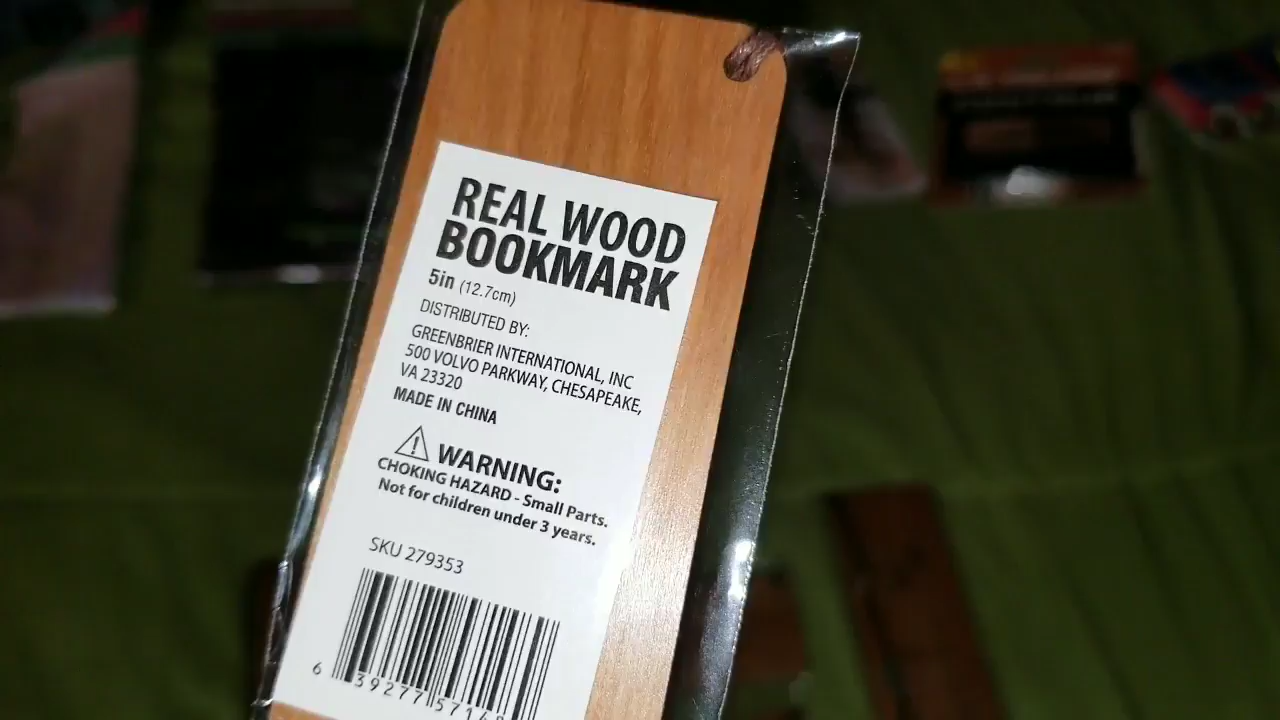 REAL WOOD
BOOKMARK
5in (12.7cm)
DISTRIBUTED BY:
GREENBRIER INTERNATIONAL, INC
500 VOLVO PARKWAY, CHESAPEAKE,
VA 23320
MADE IN CHINA
WARNING:
CHOKING HAZARD - Small Parts.
Not for children under 3 years.
SKU 279353
6 39277 5714